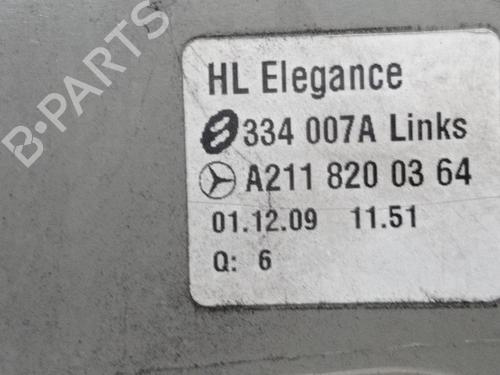 B-PARTS
HL Elegance
334 007A Links
A211 820 03 64
01.12.09 11.51
Q: 6